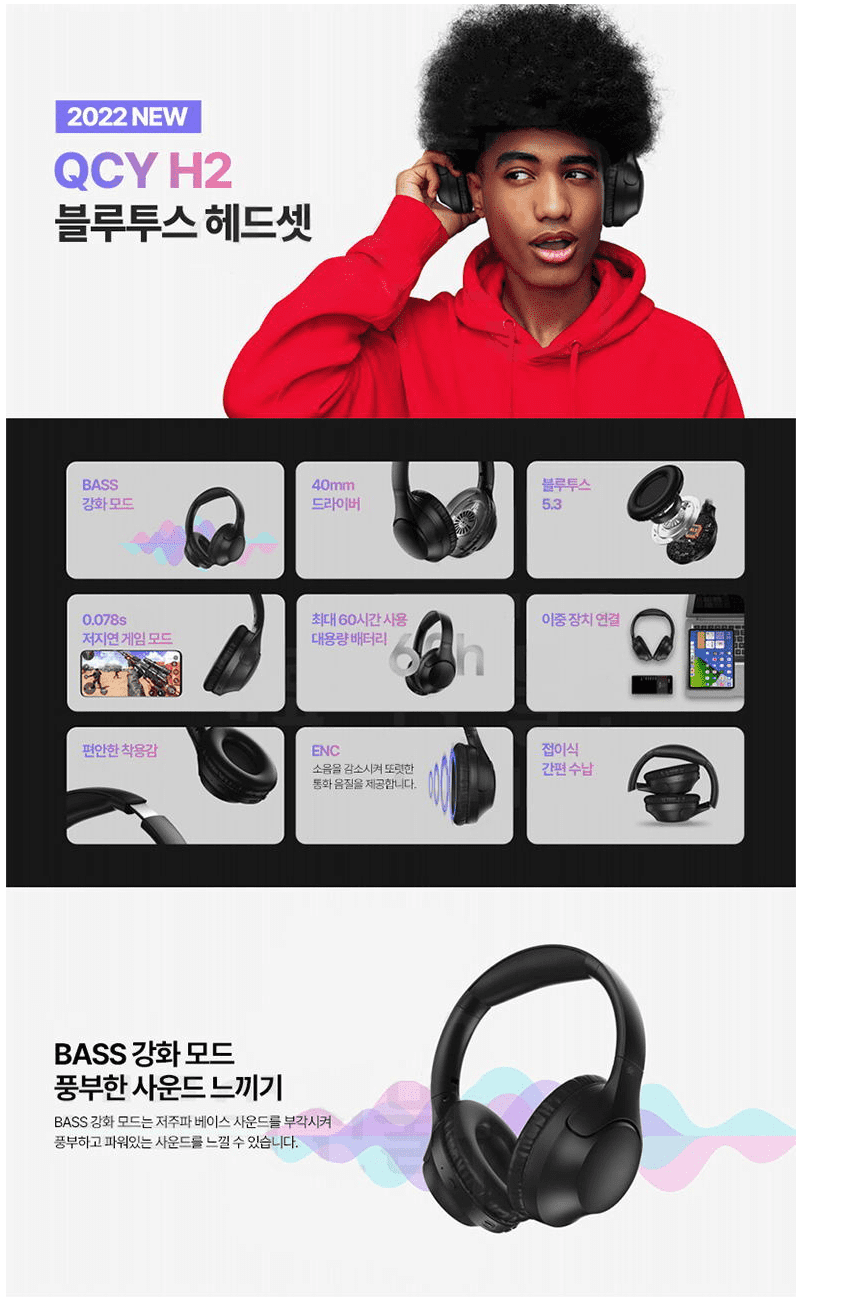 2022 NEW
QCY H2
블루투스 헤드셋
BASS
강화 모드
40mm
드라이버
블루투스
5.3
0.078s
저지연 게임 모드
최대 60시간 사용
대용량 배터리
이중 장치 연결
편안한 착용감
ENC
소음을 감소시켜 또렷한
통화 음질을 제공합니다.
접이식
간편 수납
BASS 강화 모드
풍부한 사운드 느끼기
BASS 강화 모드는 저주파 베이스 사운드를 부각시켜
풍부하고 파워있는 사운드를 느낄 수 있습니다.